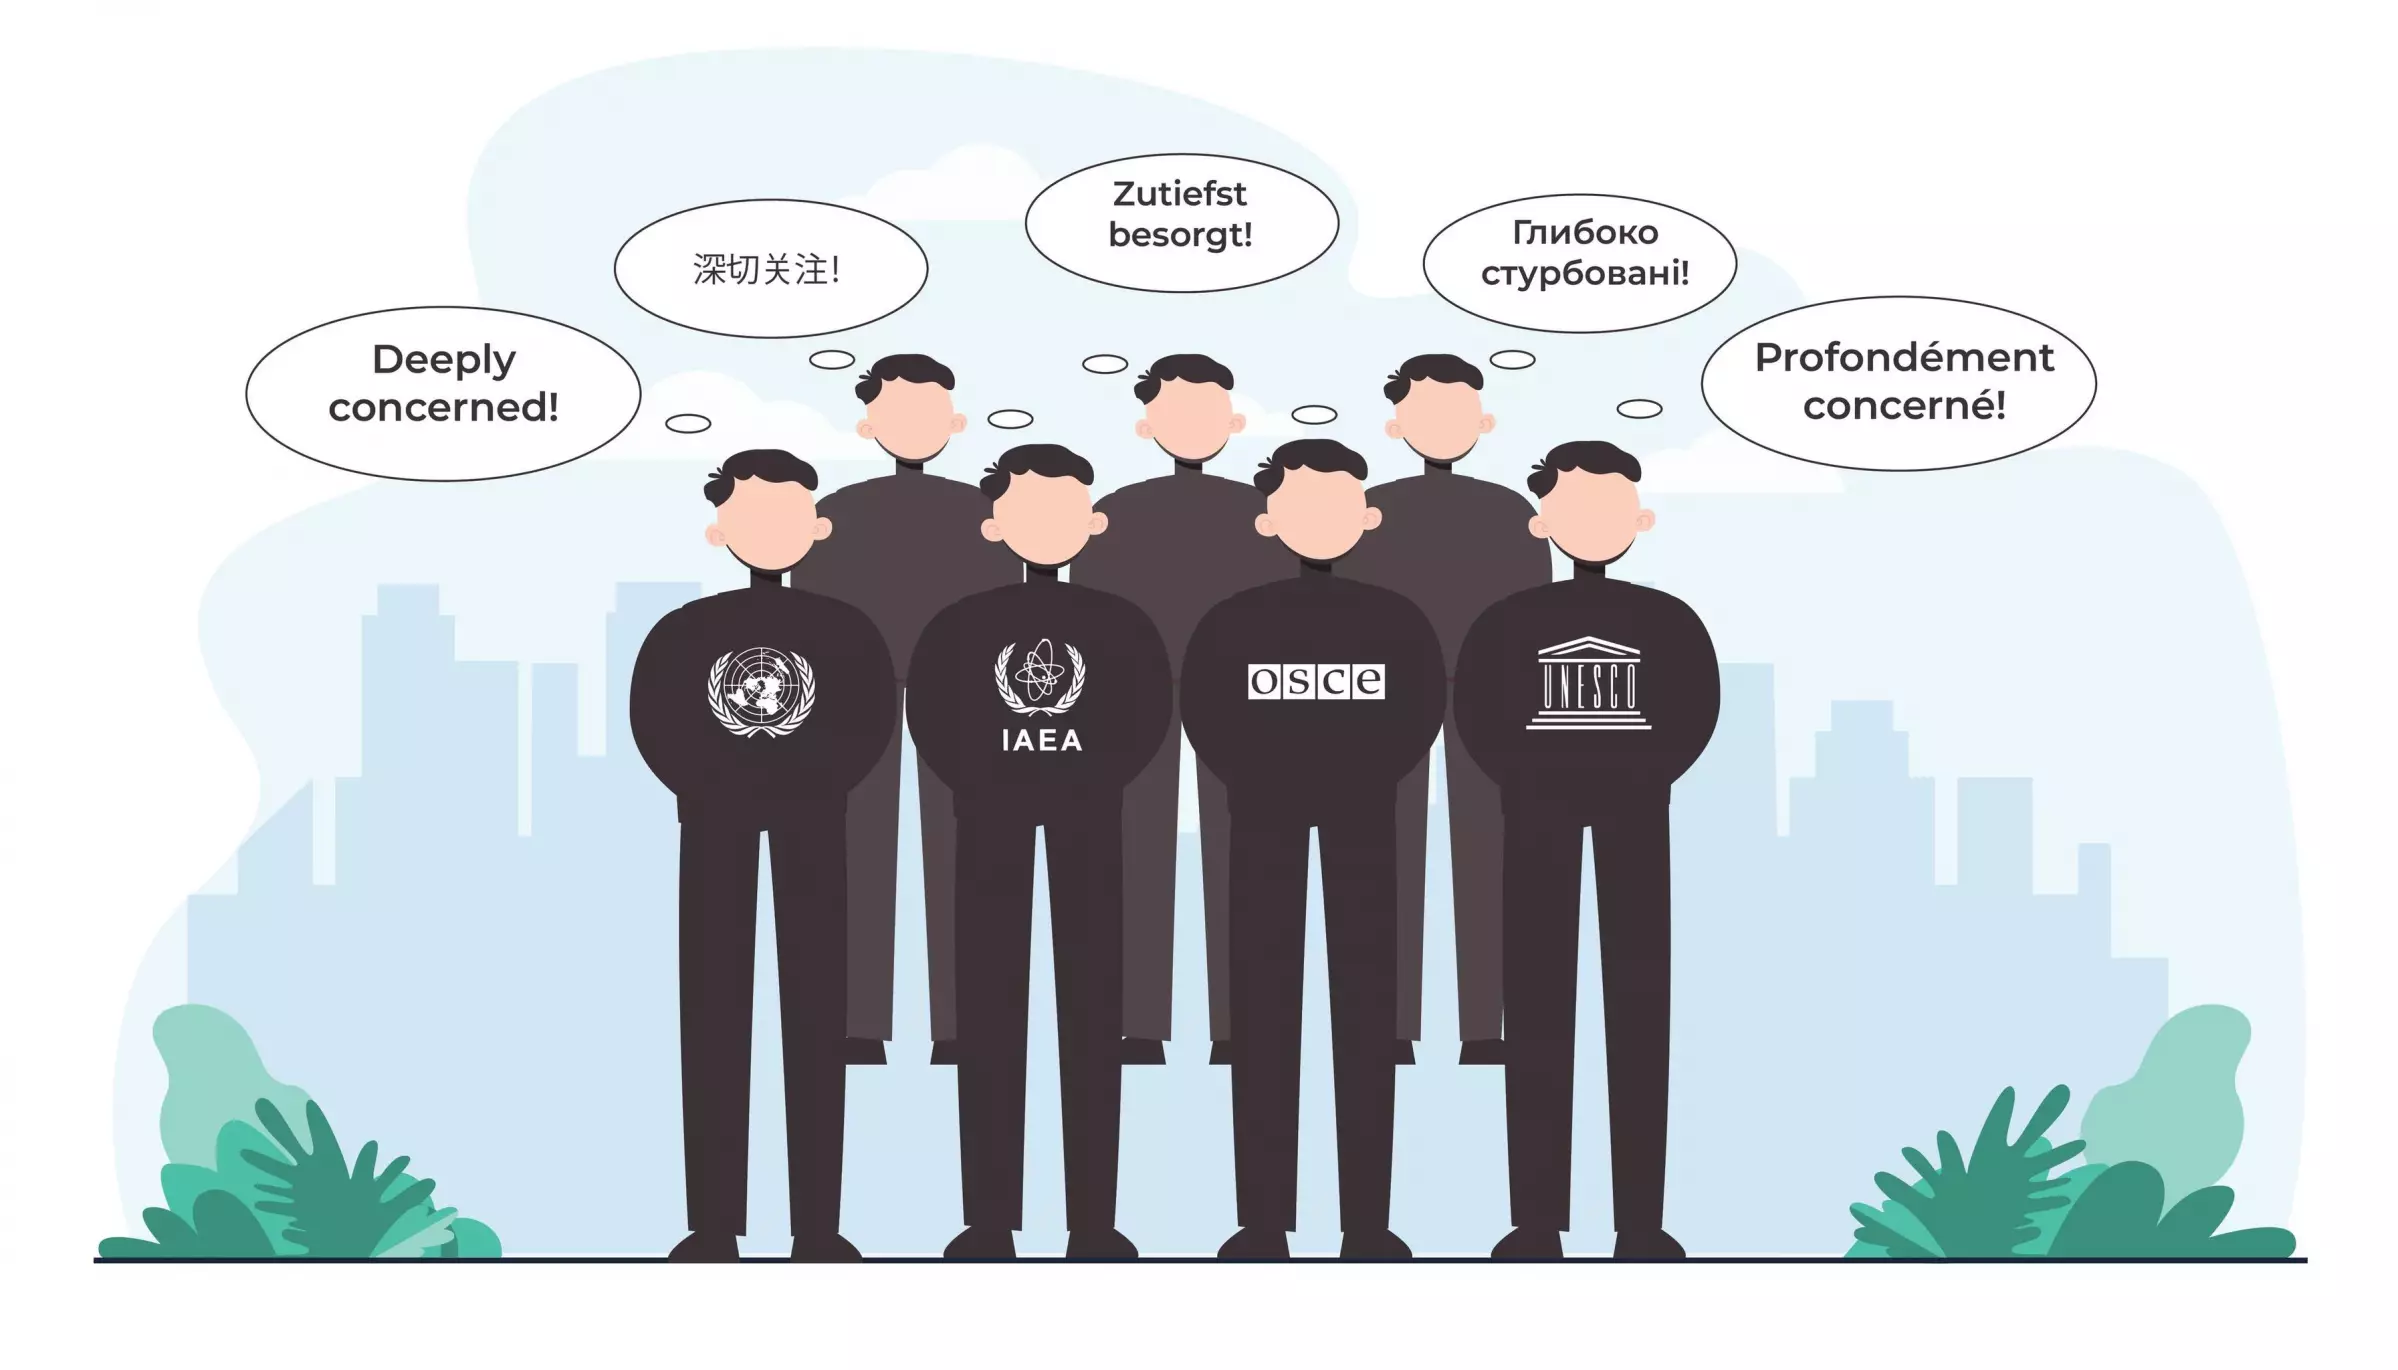 Deeply
concerned!
深切关注!
Zutiefst
besorgt!
Глибоко
стурбовані!
Profondément
concerné!
IAEA
osce
UNESCO